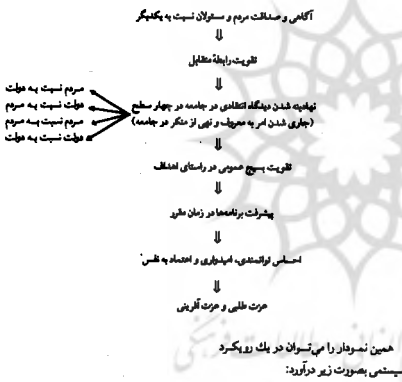 آگاهی و صداقت مردم و مسئولان نسبت به یکدیگر
⇓
تقویت رابطهٔ متقابل
⇓
مردم نسبت به دولت
دولت نسبت به مردم
مردم نسبت به مردم
دولت نسبت به دولت
نهادینه شدن دیدگاه انتقادی در جامعه در چهار سطح
(جاری شدن امر به معروف و نهی از منکر در جامعه)
⇓
تقویت بسیج عمومی در راستای اهداف
⇓
پیشرفت برنامه‌ها در زمان مقرر
⇓
احساس توانمندی، امیدواری و اعتماد به نفس
⇓
عزت طلبی و عزت آفرینی
همین نمودار را می‌توان در یك رویکرد
سیستمی بصورت زیر درآورد: